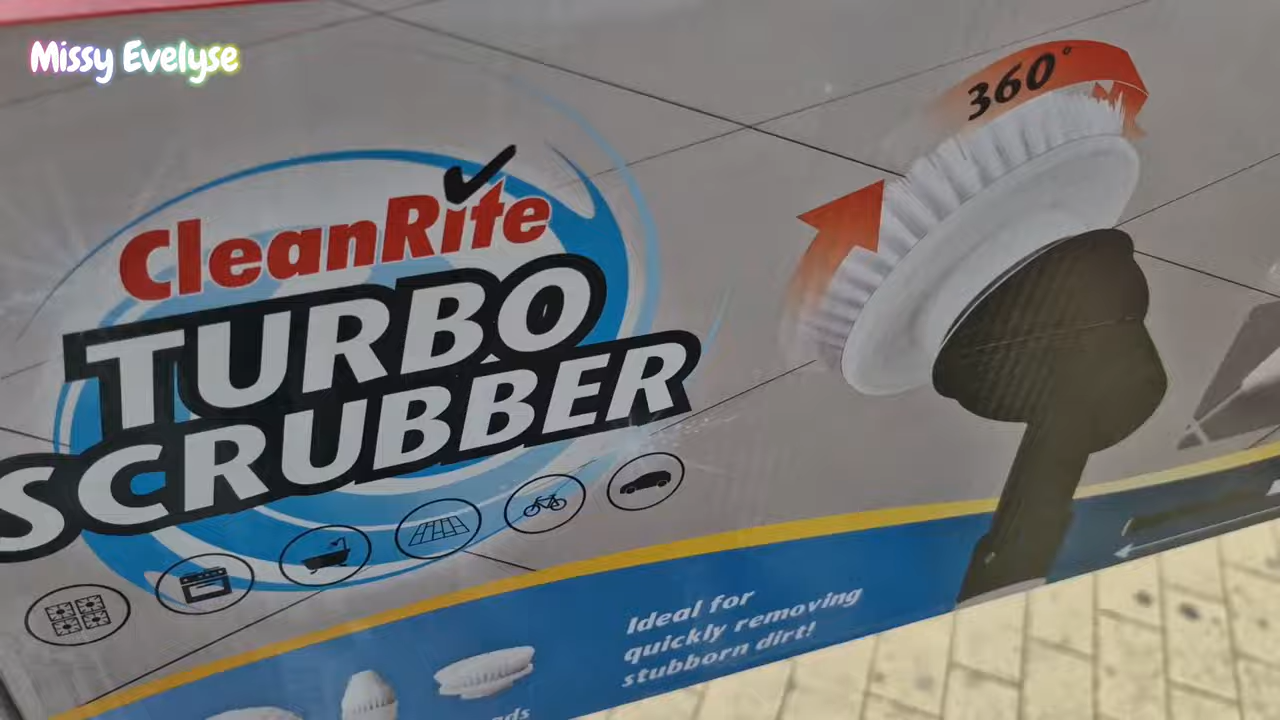 Missy Evelyse
360°
CleanRite
TURBO
SCRUBBER
Ideal for
quickly removing
stubborn dirt!